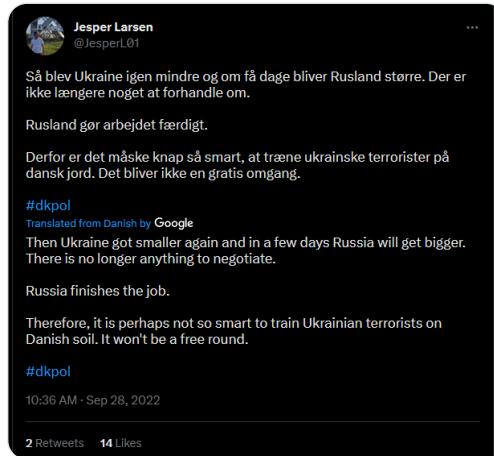 Jesper Larsen
@JesperL01
Så blev Ukraine igen mindre og om få dage bliver Rusland større. Der er
ikke længere noget at forhandle om.
Rusland gør arbejdet færdigt.
Derfor er det måske knap så smart, at træne ukrainske terrorister på
dansk jord. Det bliver ikke en gratis omgang.
#dkpol
Translated from Danish by Google
Then Ukraine got smaller again and in a few days Russia will get bigger.
There is no longer anything to negotiate.
Russia finishes the job.
Therefore, it is perhaps not so smart to train Ukrainian terrorists on
Danish soil. It won't be a free round.
#dkpol
10:36 AM · Sep 28, 2022
2 Retweets 14 Likes